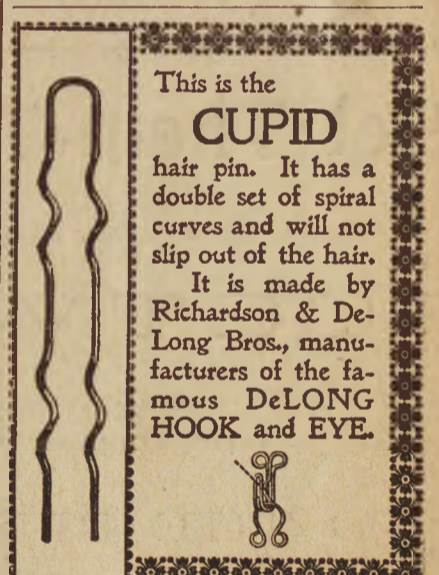 This is the
CUPID
hair pin. It has a
double set of spiral
curves and will not
slip out of the hair.
It is made by
Richardson & De-
Long Bros., manu-
facturers of the fa-
mous DeLONG
HOOK and EYE.